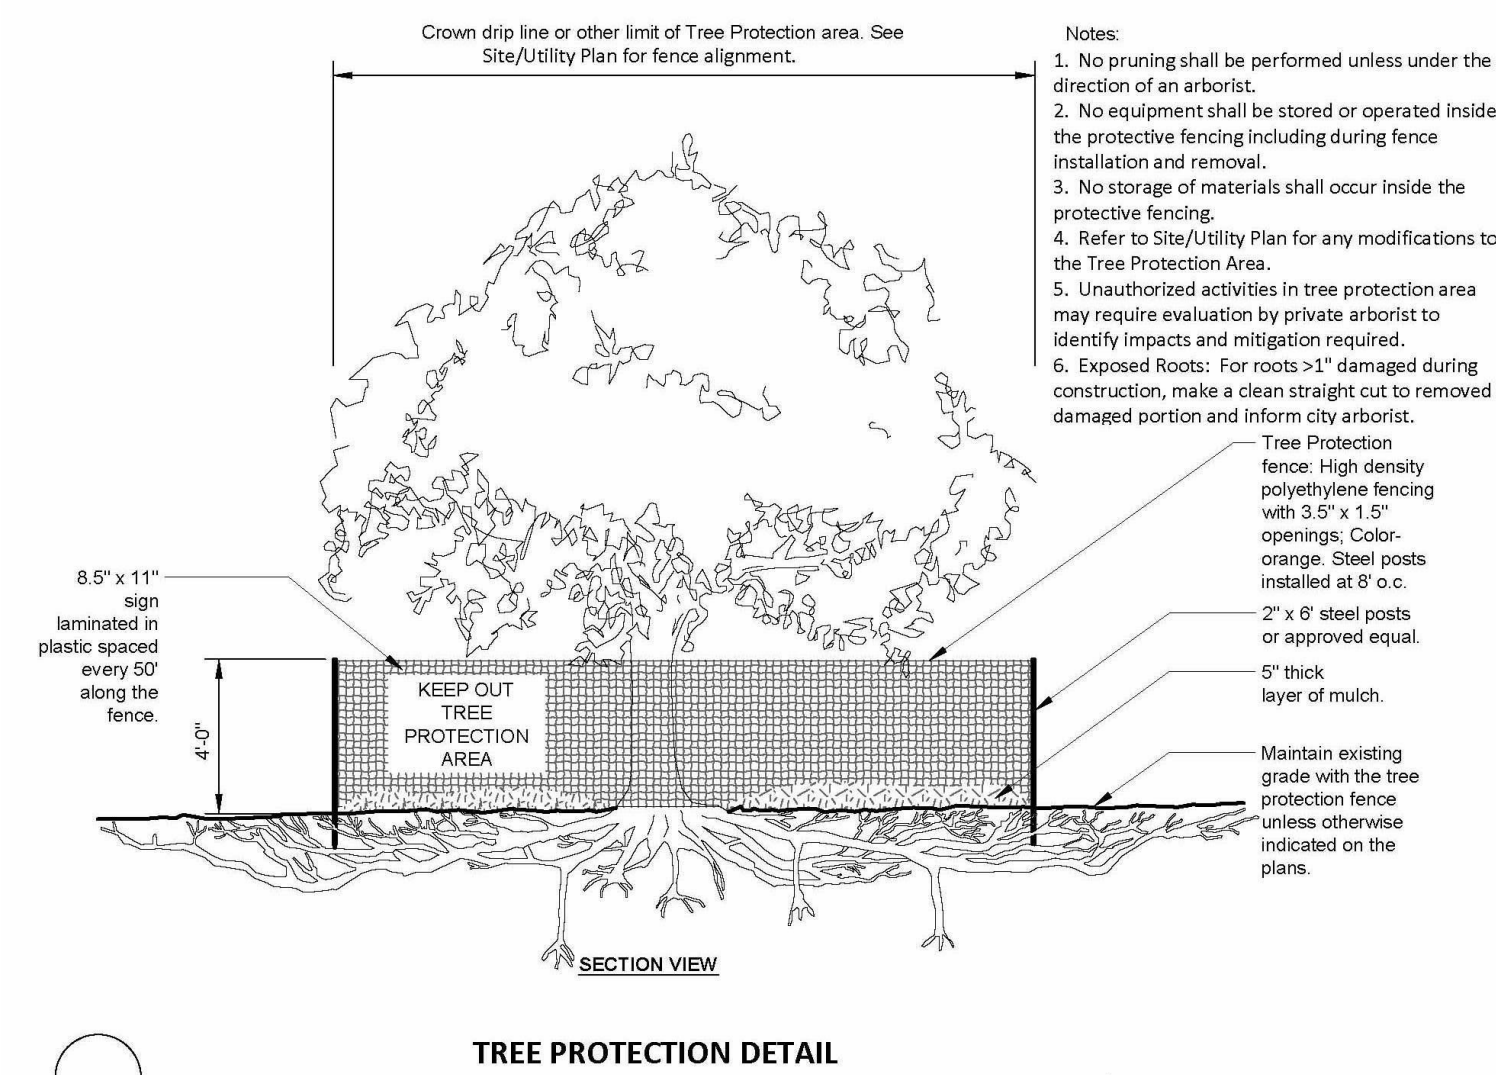 Crown drip line or other limit of Tree Protection area. See
Site/Utility Plan for fence alignment.
Notes:
1. No pruning shall be performed unless under the
direction of an arborist.
2. No equipment shall be stored or operated inside
the protective fencing including during fence
installation and removal.
3. No storage of materials shall occur inside the
protective fencing.
4. Refer to Site/Utility Plan for any modifications to
the Tree Protection Area.
5. Unauthorized activities in tree protection area
may require evaluation by private arborist to
identify impacts and mitigation required.
6. Exposed Roots: For roots >1" damaged during
construction, make a clean straight cut to removed
damaged portion and inform city arborist.
Tree Protection
fence: High density
polyethylene fencing
with 3.5" x 1.5"
openings; Color-
orange. Steel posts
installed at 8' o.c.
2" x 6' steel posts
or approved equal.
5" thick
layer of mulch.
Maintain existing
grade with the tree
protection fence
unless otherwise
indicated on the
plans.
8.5" x 11"
sign
laminated in
plastic spaced
every 50'
along the
fence.
4'-0"
KEEP OUT
TREE
PROTECTION
AREA
SECTION VIEW
TREE PROTECTION DETAIL